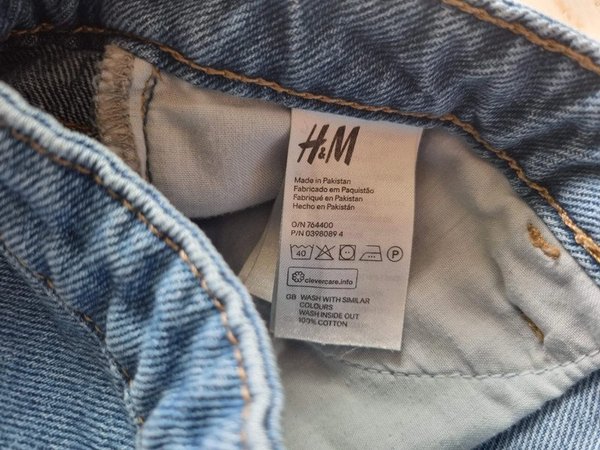 H&M
Made in Pakistan
Fabricado em Paquistão
Fabriqué en Pakistan
Hecho en Pakistán
O/N 764400
P/N 0398089 4
40 P
clevercare.info
GB WASH WITH SIMILAR
COLOURS
WASH INSIDE OUT
100% COTTON